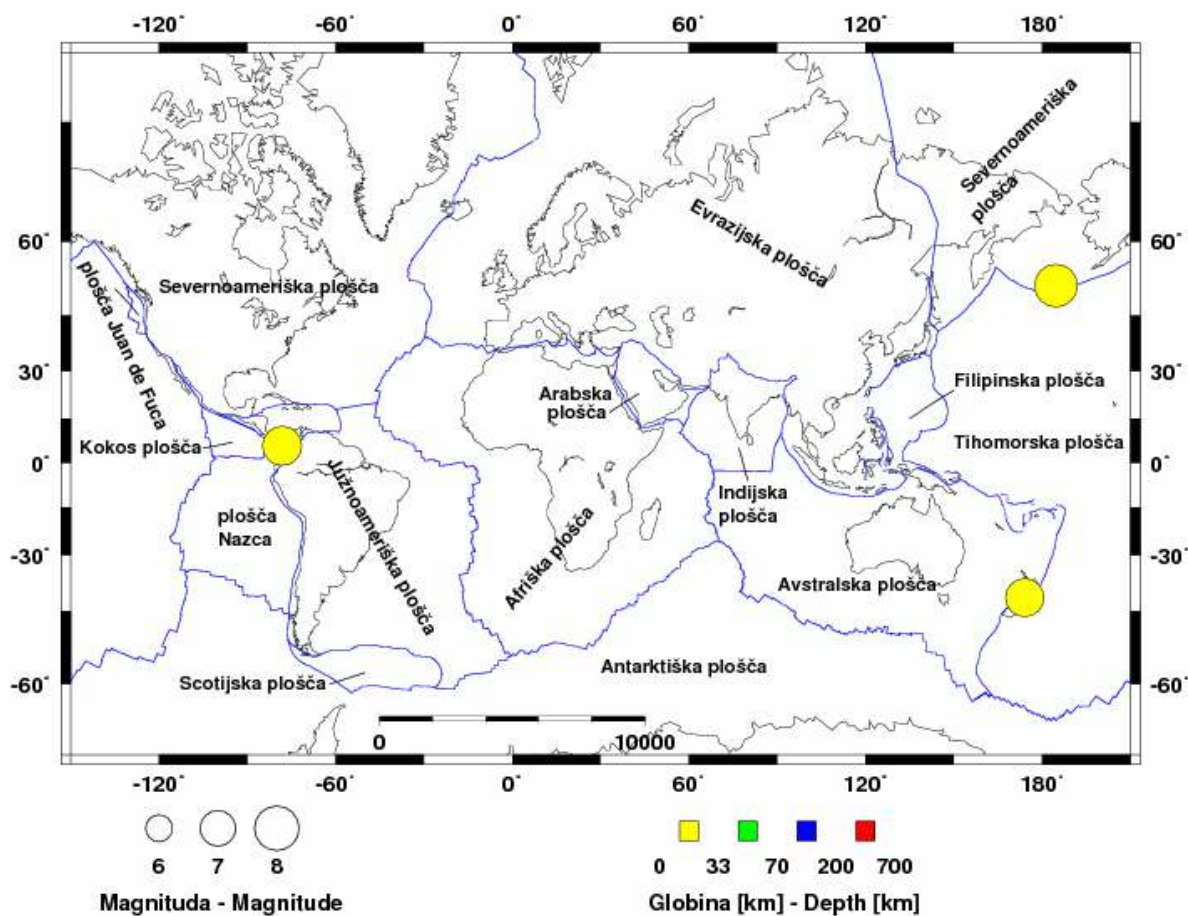 -120° -60° 0° 60° 120° 180°
Severnoameriška
plošča
Evrazijska plošča
60° 60°
Severnoameriška plošča
plošča Juan de Fuca
30° 30°
Arabska
plošča
Filipinska plošča
Kokos plošča
Tihomorska plošča
0° 0°
Južnoameriška plošča
Indijska
plošča
plošča
Nazca
Afriška plošča
-30° -30°
Avstralska plošča
Antarktiška plošča
Scotijska plošča
-60° -60°
0 10000
-120° -60° 0° 60° 120° 180°
6 7 8
0 33 70 200 700
Magnituda - Magnitude
Globina [km] - Depth [km]